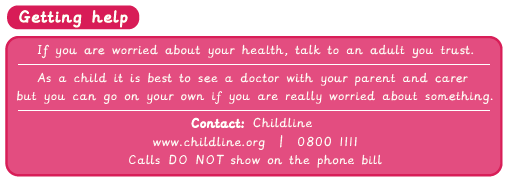 Getting help
If you are worried about your health, talk to an adult you trust.
As a child it is best to see a doctor with your parent and carer
but you can go on your own if you are really worried about something.
Contact: Childline
www.childline.org | 0800 1111
Calls DO NOT show on the phone bill